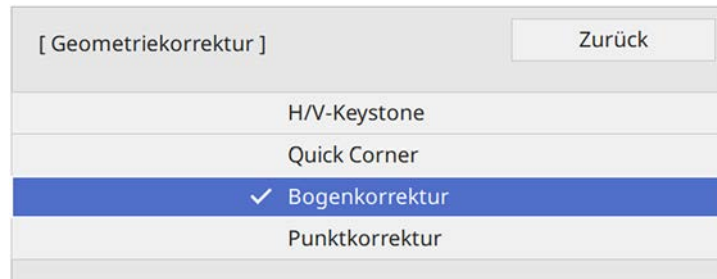 [ Geometriekorrektur ]
Zurück
H/V-Keystone
Quick Corner
✓ Bogenkorrektur
Punktkorrektur